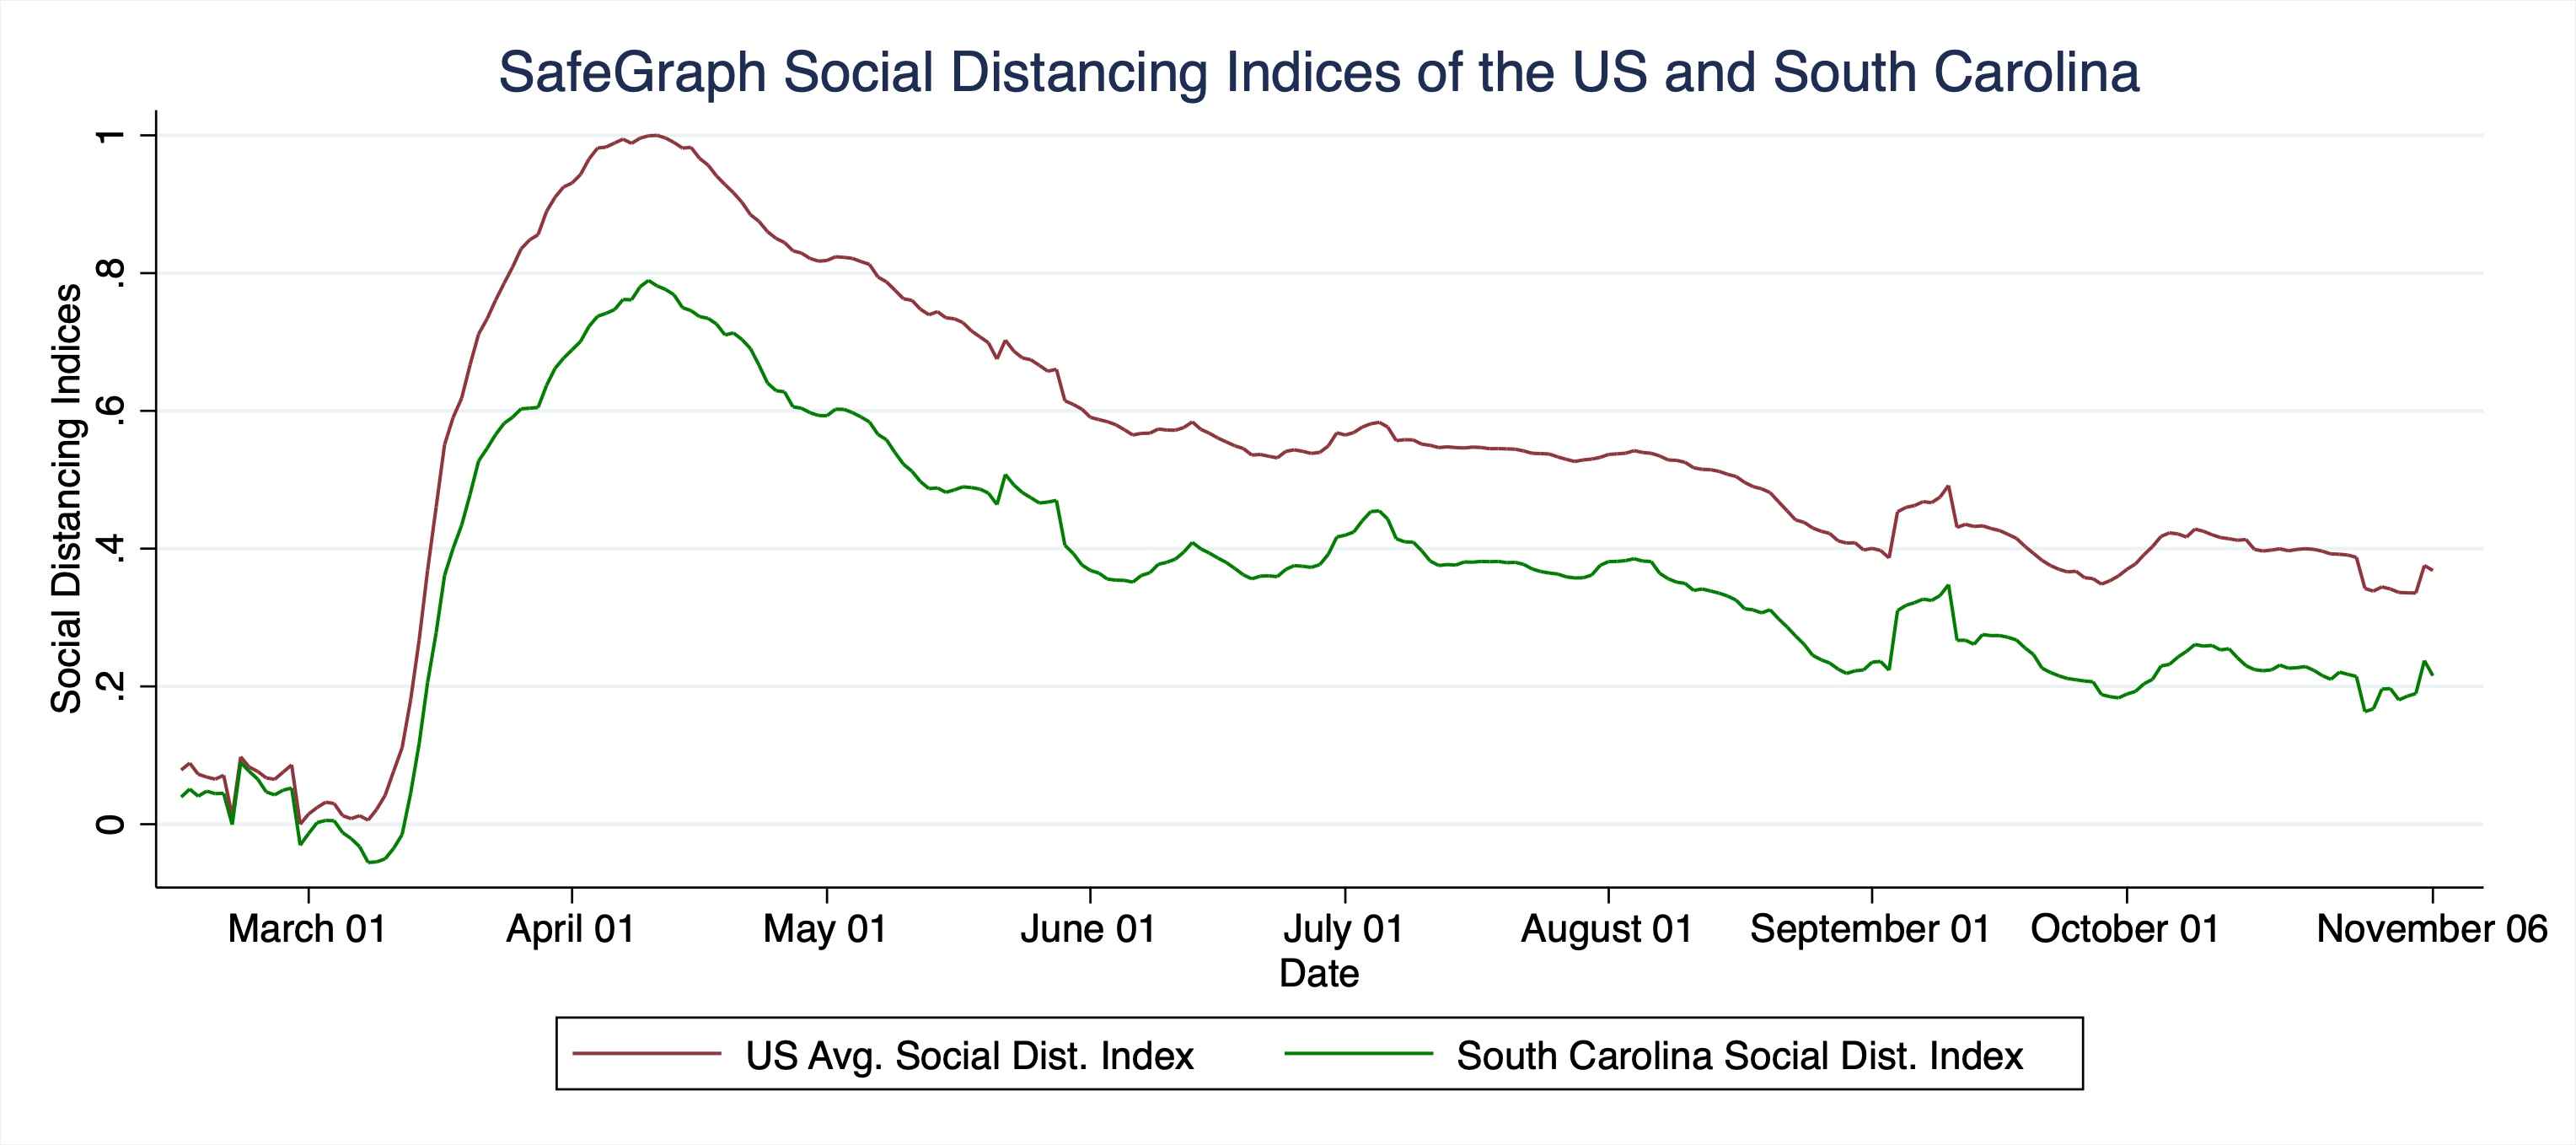 SafeGraph Social Distancing Indices of the US and South Carolina
Social Distancing Indices
1
.8
.6
.4
.2
0
March 01 April 01 May 01 June 01 July 01 August 01 September 01 October 01 November 06
Date
US Avg. Social Dist. Index South Carolina Social Dist. Index